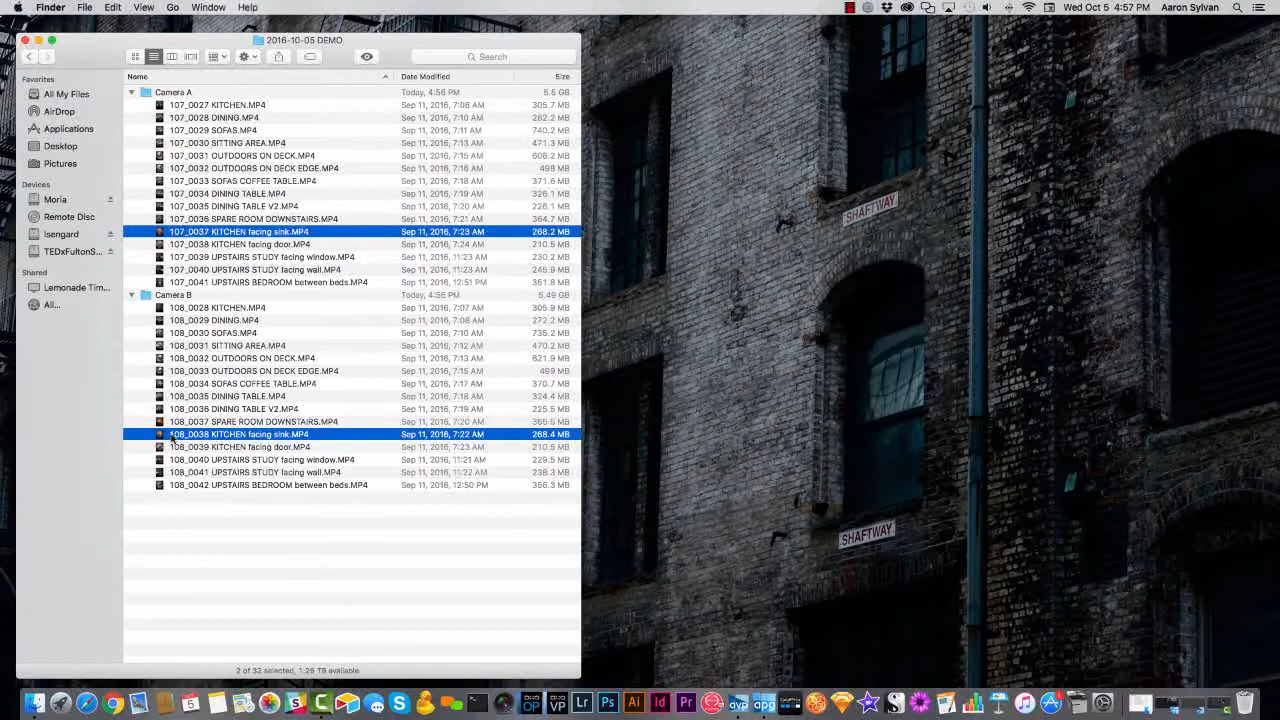 Finder File Edit View Go Window Help Wed Oct 5 4:57 PM Aaron Sylvan
2016-10-05 DEMO
Search
Favorites
All My Files
AirDrop
Applications
Desktop
Pictures
Devices
Moria
Remote Disc
Isengard
TEDxFultonS...
Shared
Lemonade Tim...
All...
Name Date Modified Size
Camera A Today, 4:56 PM 5.5 GB
107_0027 KITCHEN.MP4 Sep 11, 2016, 7:08 AM 305.7 MB
107_0028 DINING.MP4 Sep 11, 2016, 7:10 AM 282.2 MB
107_0029 SOFAS.MP4 Sep 11, 2016, 7:11 AM 740.2 MB
107_0030 SITTING AREA.MP4 Sep 11, 2016, 7:13 AM 471.3 MB
107_0031 OUTDOORS ON DECK.MP4 Sep 11, 2016, 7:15 AM 606.2 MB
107_0032 OUTDOORS ON DECK EDGE.MP4 Sep 11, 2016, 7:16 AM 498 MB
107_0033 SOFAS COFFEE TABLE.MP4 Sep 11, 2016, 7:18 AM 371.6 MB
107_0034 DINING TABLE.MP4 Sep 11, 2016, 7:19 AM 326.1 MB
107_0035 DINING TABLE V2.MP4 Sep 11, 2016, 7:20 AM 226.1 MB
107_0036 SPARE ROOM DOWNSTAIRS.MP4 Sep 11, 2016, 7:21 AM 364.7 MB
107_0037 KITCHEN facing sink.MP4 Sep 11, 2016, 7:23 AM 268.2 MB
107_0038 KITCHEN facing door.MP4 Sep 11, 2016, 7:24 AM 210.5 MB
107_0039 UPSTAIRS STUDY facing window.MP4 Sep 11, 2016, 11:23 AM 230.2 MB
107_0040 UPSTAIRS STUDY facing wall.MP4 Sep 11, 2016, 11:23 AM 245.9 MB
107_0041 UPSTAIRS BEDROOM between beds.MP4 Sep 11, 2016, 12:51 PM 351.8 MB
Camera B Today, 4:56 PM 5.49 GB
108_0028 KITCHEN.MP4 Sep 11, 2016, 7:07 AM 305.9 MB
108_0029 DINING.MP4 Sep 11, 2016, 7:08 AM 272.2 MB
108_0030 SOFAS.MP4 Sep 11, 2016, 7:10 AM 735.2 MB
108_0031 SITTING AREA.MP4 Sep 11, 2016, 7:12 AM 470.2 MB
108_0032 OUTDOORS ON DECK.MP4 Sep 11, 2016, 7:13 AM 621.9 MB
108_0033 OUTDOORS ON DECK EDGE.MP4 Sep 11, 2016, 7:15 AM 499 MB
108_0034 SOFAS COFFEE TABLE.MP4 Sep 11, 2016, 7:17 AM 370.7 MB
108_0035 DINING TABLE.MP4 Sep 11, 2016, 7:18 AM 324.4 MB
108_0036 DINING TABLE V2.MP4 Sep 11, 2016, 7:19 AM 225.5 MB
108_0037 SPARE ROOM DOWNSTAIRS.MP4 Sep 11, 2016, 7:20 AM 365.5 MB
108_0038 KITCHEN facing sink.MP4 Sep 11, 2016, 7:22 AM 268.4 MB
108_0039 KITCHEN facing door.MP4 Sep 11, 2016, 7:23 AM 210.5 MB
108_0040 UPSTAIRS STUDY facing window.MP4 Sep 11, 2016, 11:21 AM 229.5 MB
108_0041 UPSTAIRS STUDY facing wall.MP4 Sep 11, 2016, 11:22 AM 238.3 MB
108_0042 UPSTAIRS BEDROOM between beds.MP4 Sep 11, 2016, 12:50 PM 356.3 MB
2 of 32 selected, 1.26 TB available
SHAFTWAY
SHAFTWAY
5 OP VP Lr Ps Ai Id Pr avp apg